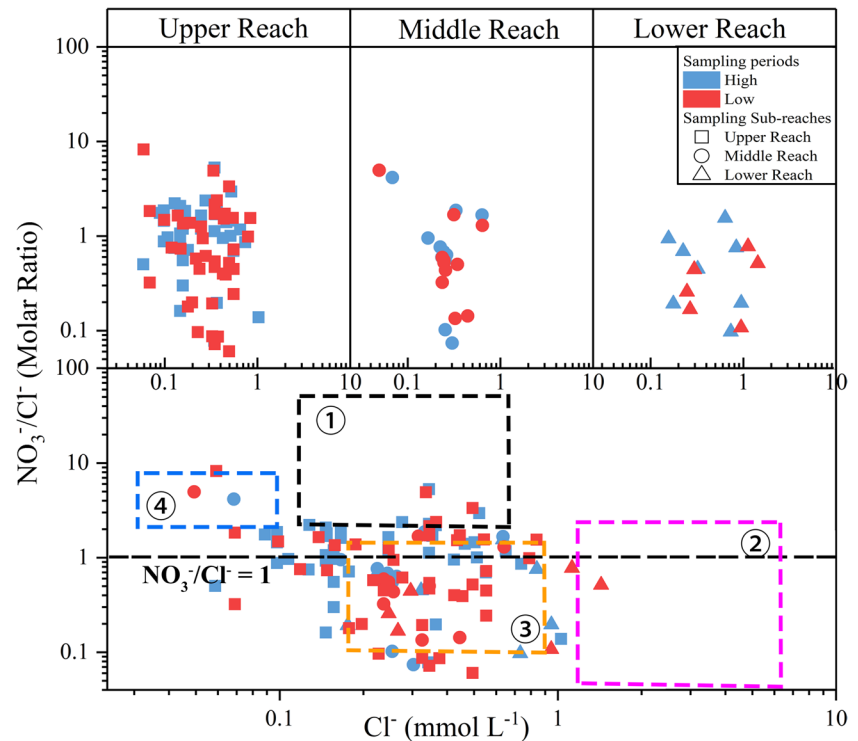 Upper Reach Middle Reach Lower Reach
100
10
1
0.1
100
10
1
0.1
NO₃⁻/Cl⁻ (Molar Ratio)
Sampling periods
High
Low
Sampling Sub-reaches
Upper Reach
Middle Reach
Lower Reach
0.1 1 10 0.1 1 10 0.1 1 10
①
④
②
NO₃⁻/Cl⁻ = 1
③
0.1 1 10
Cl⁻ (mmol L⁻¹)